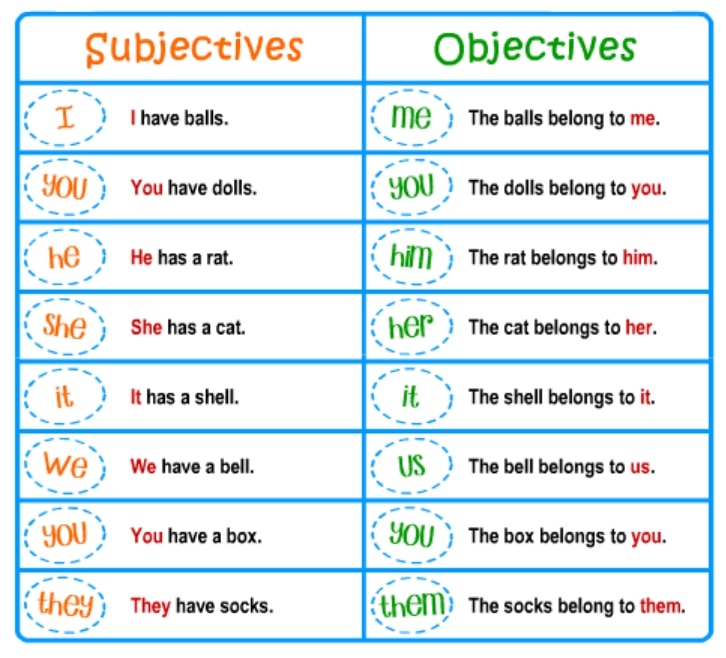 Subjectives Objectives
I I have balls. me The balls belong to me.
you You have dolls. you The dolls belong to you.
he He has a rat. him The rat belongs to him.
she She has a cat. her The cat belongs to her.
it It has a shell. it The shell belongs to it.
we We have a bell. us The bell belongs to us.
you You have a box. you The box belongs to you.
they They have socks. them The socks belong to them.